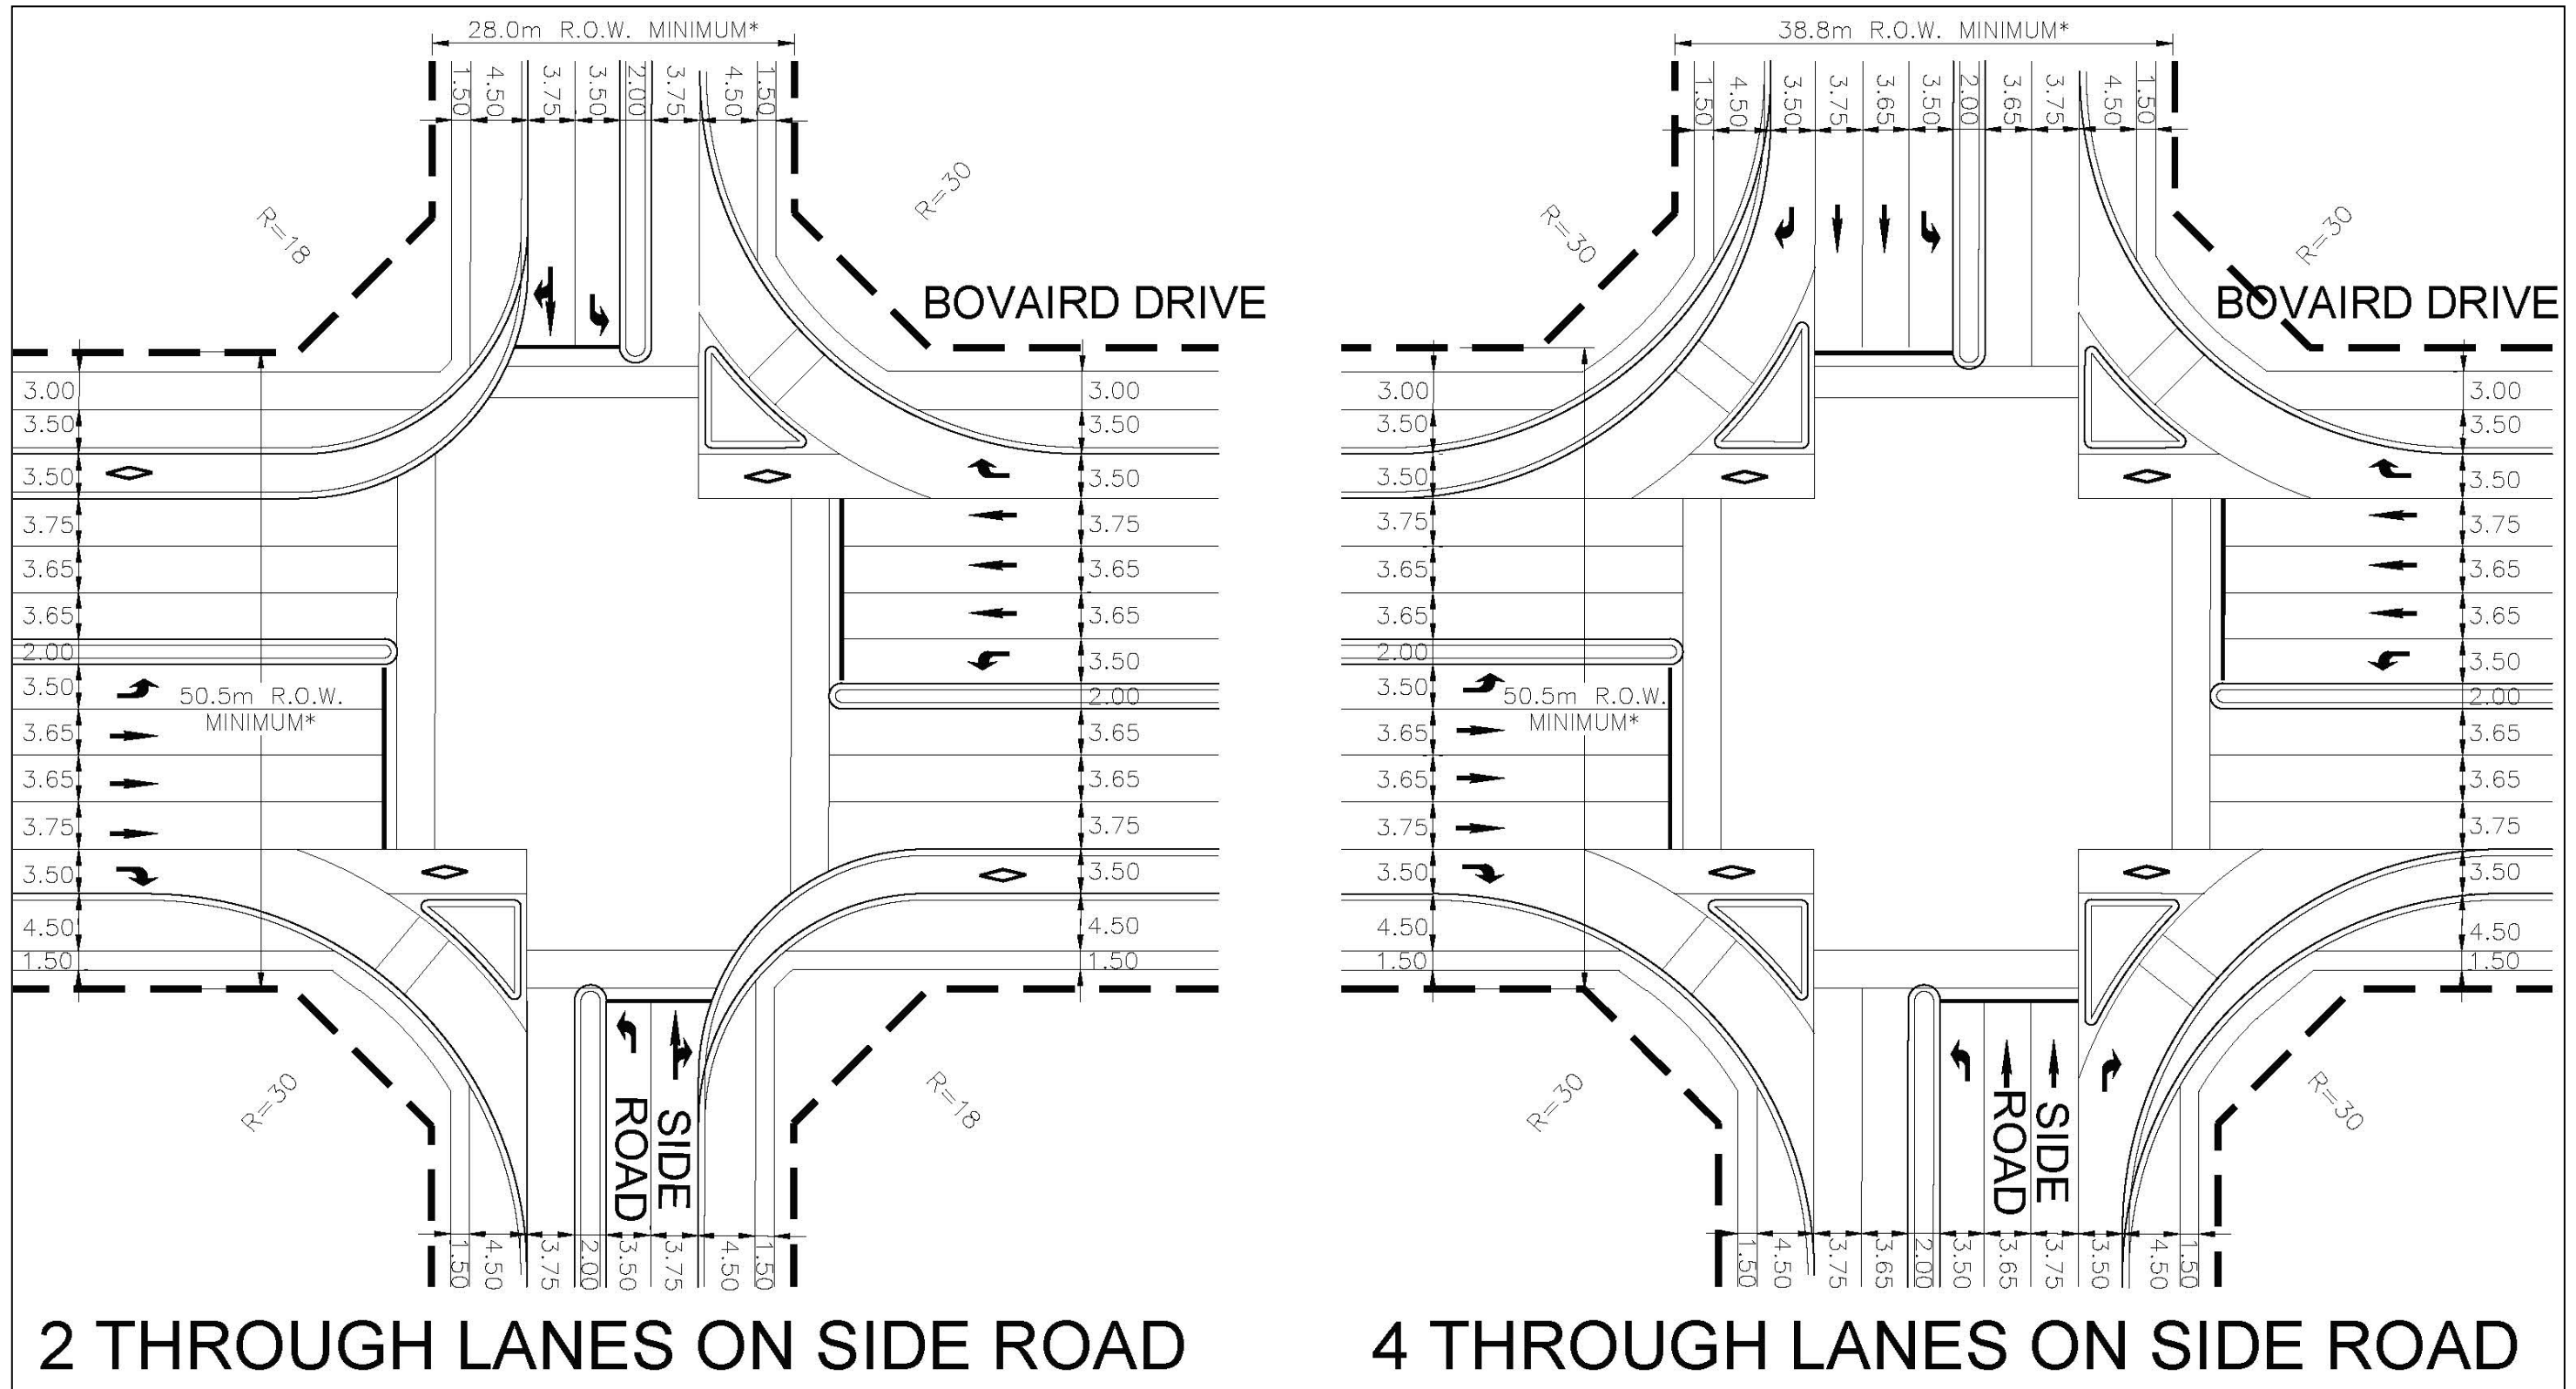 28.0m R.O.W. MINIMUM*
1.50 4.50 3.75 3.50 2.00 3.75 4.50 1.50
R=18
R=30
BOVAIRD DRIVE
3.00
3.50
3.50
3.75
3.65
3.65
2.00
3.50
3.65
3.65
3.75
3.50
4.50
1.50
50.5m R.O.W.
MINIMUM*
3.00
3.50
3.50
3.75
3.65
3.65
3.50
2.00
3.65
3.65
3.75
3.50
4.50
1.50
R=30
R=18
SIDE
ROAD
1.50 4.50 3.75 2.00 3.50 3.75 4.50 1.50
2 THROUGH LANES ON SIDE ROAD
38.8m R.O.W. MINIMUM*
1.50 4.50 3.50 3.75 3.65 3.50 2.00 3.65 3.75 4.50 1.50
R=30
R=30
BOVAIRD DRIVE
3.00
3.50
3.50
3.75
3.65
3.65
2.00
3.50
3.65
3.65
3.75
3.50
4.50
1.50
50.5m R.O.W.
MINIMUM*
3.00
3.50
3.50
3.75
3.65
3.65
3.50
2.00
3.65
3.65
3.75
3.50
4.50
1.50
R=30
R=30
SIDE
ROAD
1.50 4.50 3.75 3.65 2.00 3.50 3.65 3.75 3.50 4.50 1.50
4 THROUGH LANES ON SIDE ROAD